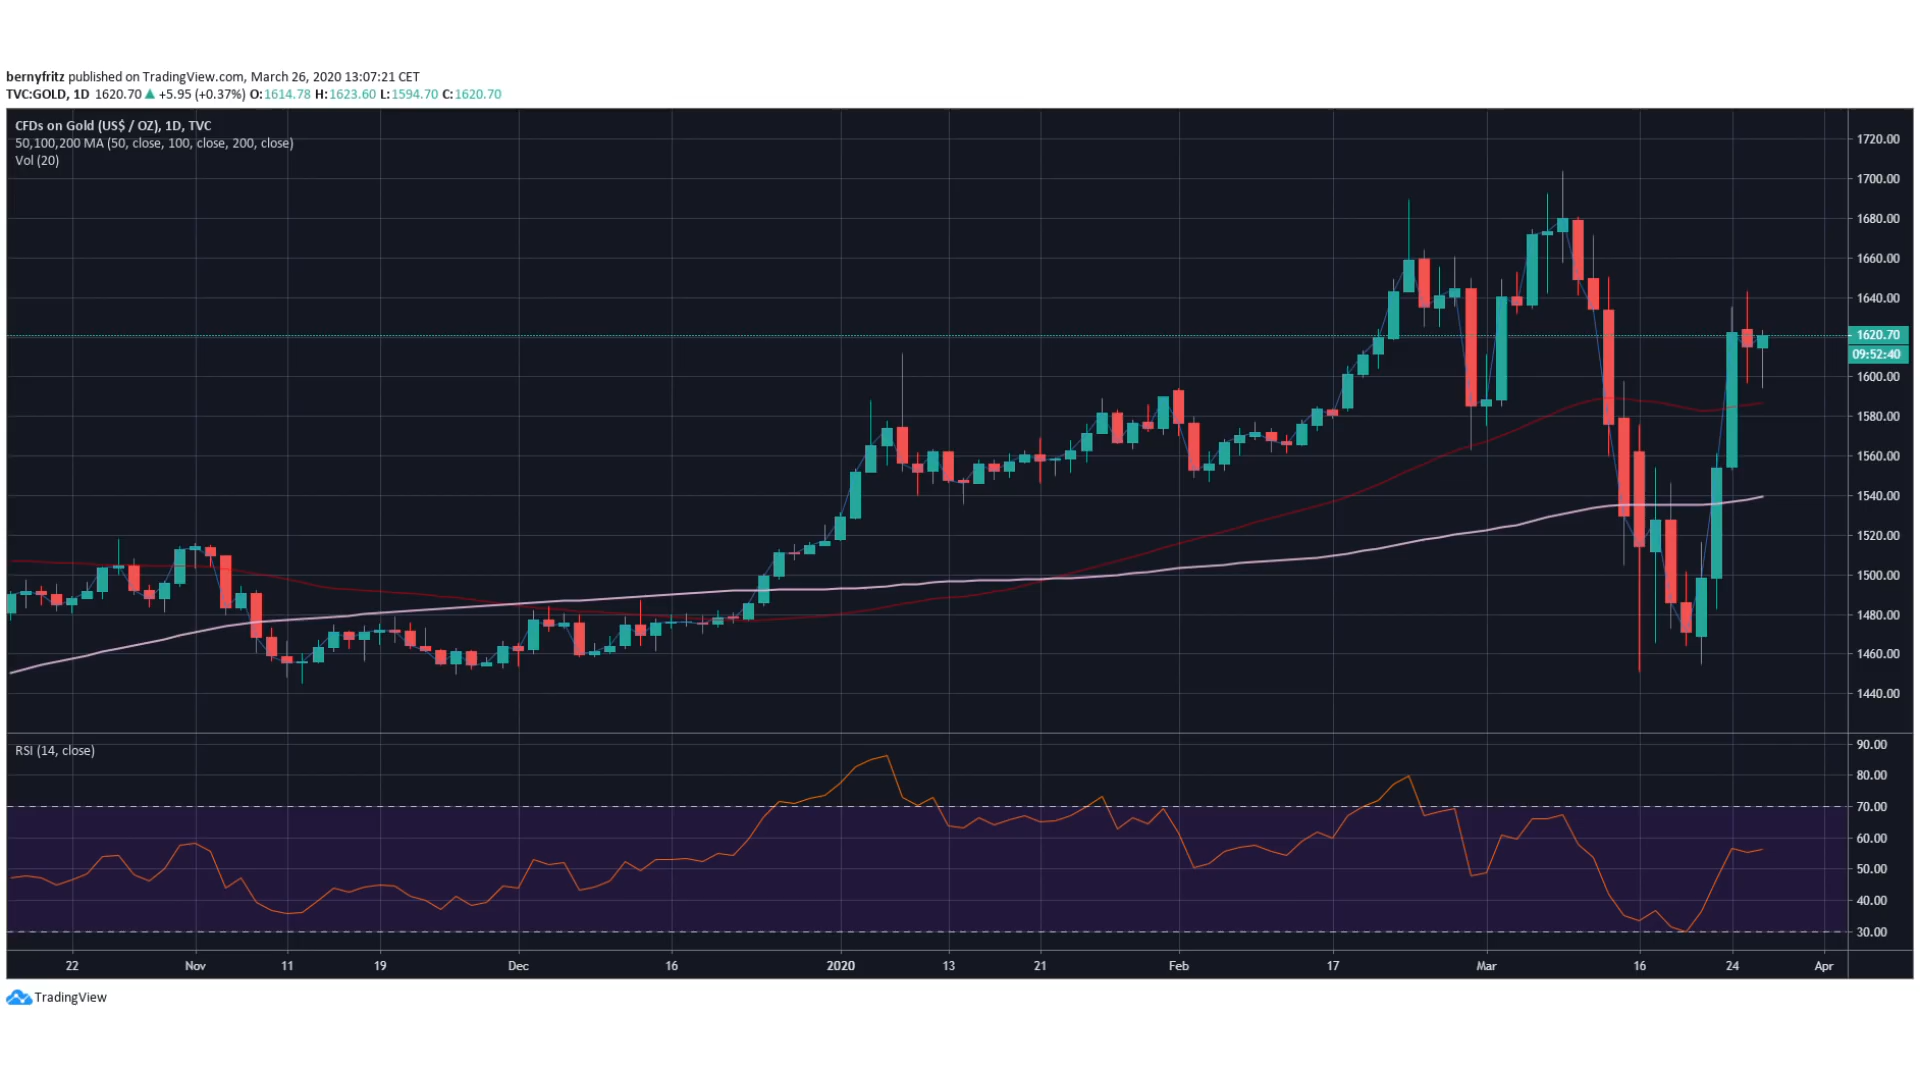 bernyfritz published on TradingView.com, March 26, 2020 13:07:21 CET
TVC:GOLD, 1D 1620.70 ▲ +5.95 (+0.37%) O:1614.78 H:1623.60 L:1594.70 C:1620.70
CFDs on Gold (US$ / OZ), 1D, TVC
50,100,200 MA (50, close, 100, close, 200, close)
Vol (20)
1720.00
1700.00
1680.00
1660.00
1640.00
1620.70
09:52:40
1600.00
1580.00
1560.00
1540.00
1520.00
1500.00
1480.00
1460.00
1440.00
RSI (14, close)
90.00
80.00
70.00
60.00
50.00
40.00
30.00
22 Nov 11 19 Dec 16 2020 13 21 Feb 17 Mar 16 24 Apr
TradingView